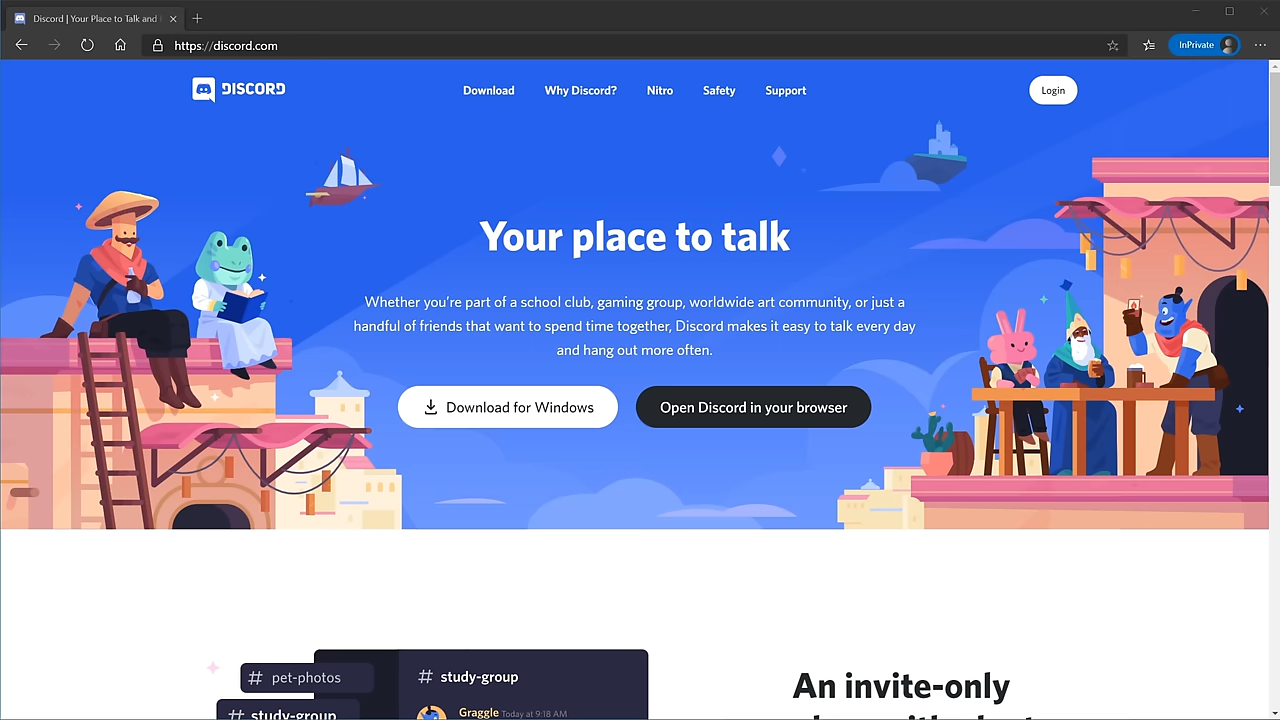 Discord | Your Place to Talk and
https://discord.com
InPrivate
DISCORD
Download
Why Discord?
Nitro
Safety
Support
Login
Your place to talk
Whether you're part of a school club, gaming group, worldwide art community, or just a
handful of friends that want to spend time together, Discord makes it easy to talk every day
and hang out more often.
Download for Windows
Open Discord in your browser
# pet-photos
# study-group
# study-group
Graggle Today at 9:18 AM
An invite-only